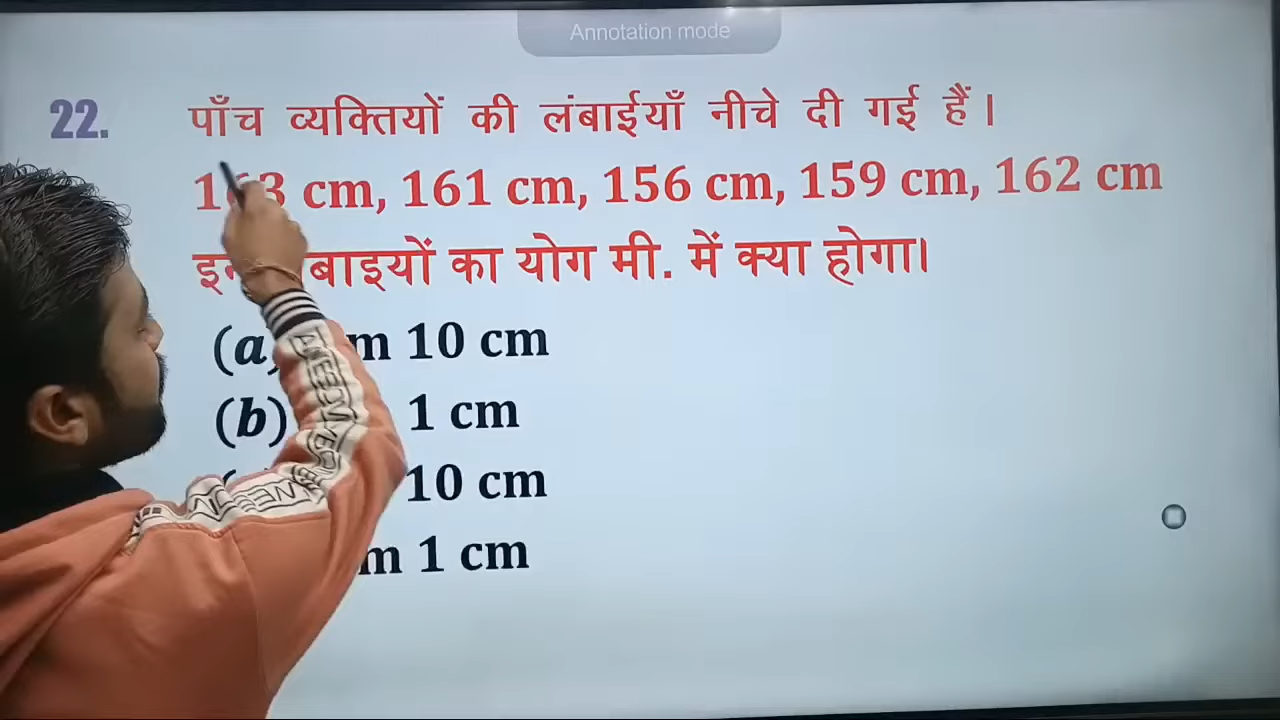 Annotation mode
22. पाँच व्यक्तियों की लंबाईयाँ नीचे दी गई हैं।
cm, 161 cm, 156 cm, 159 cm, 162 cm
का योग मी. में क्या होगा।
(a) 10 cm
(b) 1 cm
10 cm
1 cm